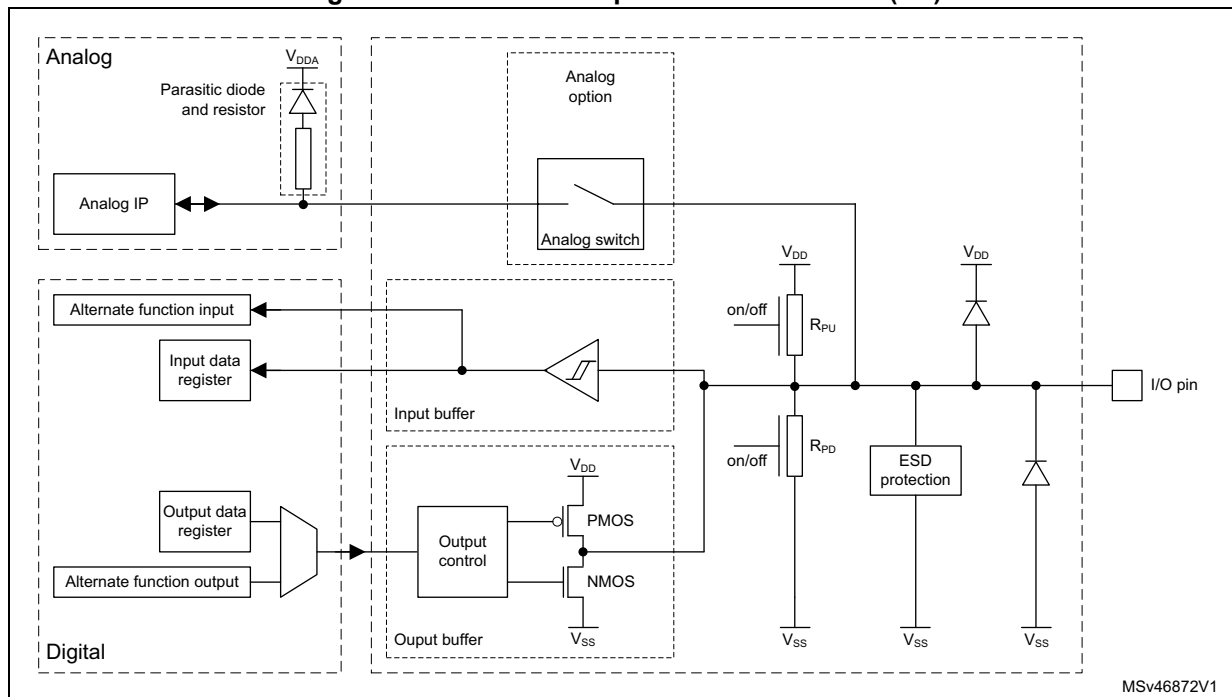 Analog
VDDA
Parasitic diode
and resistor
Analog IP
Analog
option
Analog switch
Alternate function input
Input data
register
Input buffer
VDD
on/off
RPU
VDD
I/O pin
on/off
RPD
ESD
protection
VSS
VSS
VSS
Output data
register
Alternate function output
Digital
Output
control
VDD
PMOS
NMOS
VSS
Ouput buffer
MSv46872V1